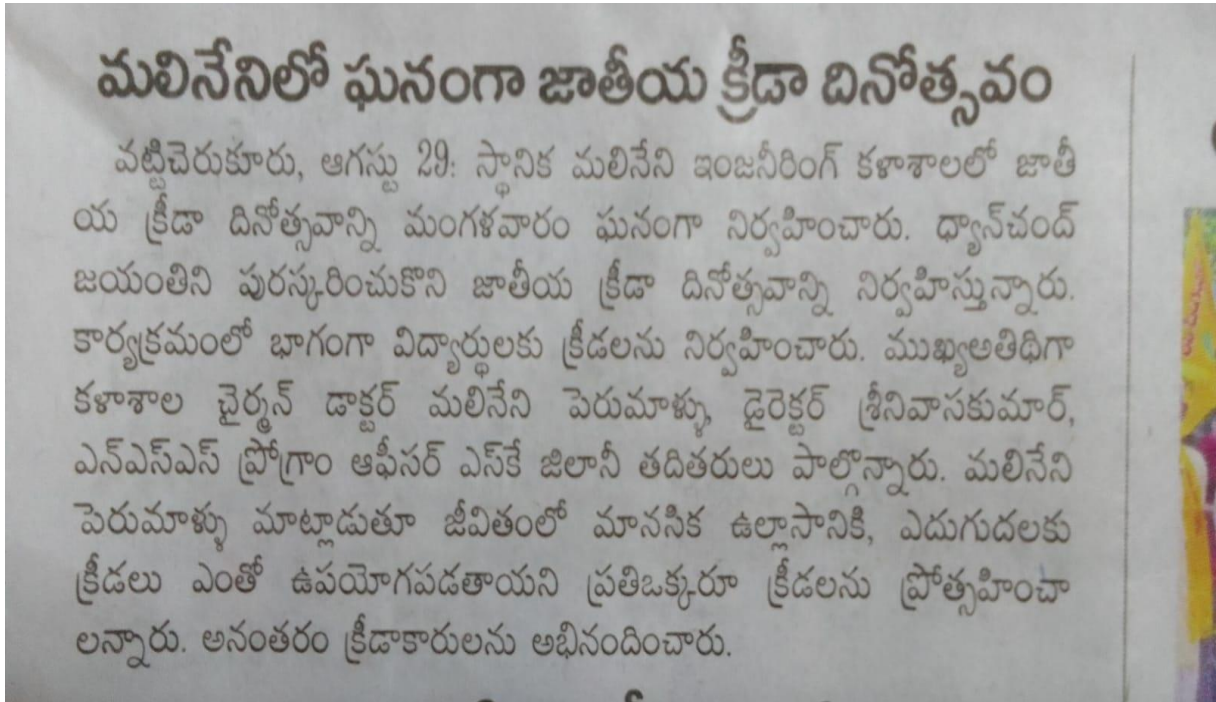 మలినేనిలో ఘనంగా జాతీయ క్రీడా దినోత్సవం
వట్టిచెరుకూరు, ఆగస్టు 29: స్థానిక మలినేని ఇంజనీరింగ్ కళాశాలలో జాతీ
య క్రీడా దినోత్సవాన్ని మంగళవారం ఘనంగా నిర్వహించారు. ధ్యాన్‌చంద్
జయంతిని పురస్కరించుకొని జాతీయ క్రీడా దినోత్సవాన్ని నిర్వహిస్తున్నారు.
కార్యక్రమంలో భాగంగా విద్యార్థులకు క్రీడలను నిర్వహించారు. ముఖ్యఅతిథిగా
కళాశాల చైర్మన్ డాక్టర్ మలినేని పెరుమాళ్ళు, డైరెక్టర్ శ్రీనివాసకుమార్,
ఎన్ఎస్ఎస్ ప్రోగ్రాం ఆఫీసర్ ఎస్‌కే జిలానీ తదితరులు పాల్గొన్నారు. మలినేని
పెరుమాళ్ళు మాట్లాడుతూ జీవితంలో మానసిక ఉల్లాసానికి, ఎదుగుదలకు
క్రీడలు ఎంతో ఉపయోగపడతాయని ప్రతిఒక్కరూ క్రీడలను ప్రోత్సహించా
లన్నారు. అనంతరం క్రీడాకారులను అభినందించారు.